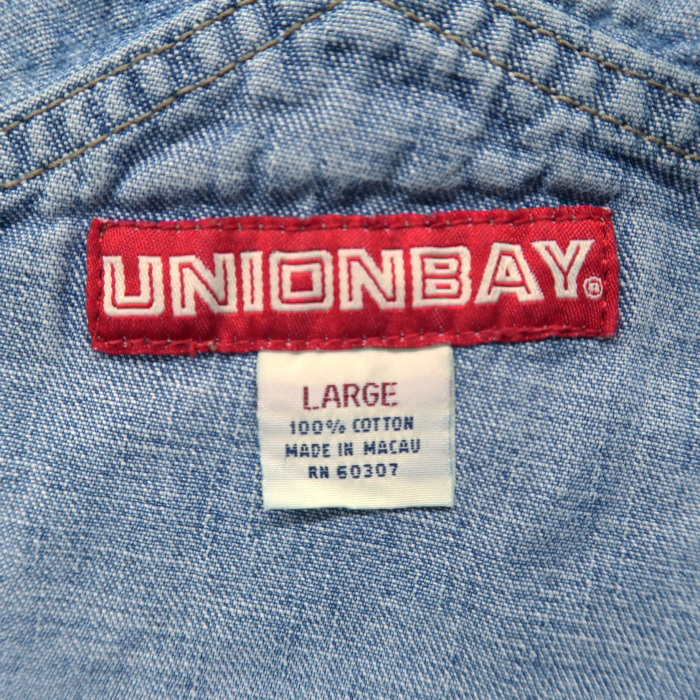 UNIONBAY®
LARGE
100% COTTON
MADE IN MACAU
RN 60307